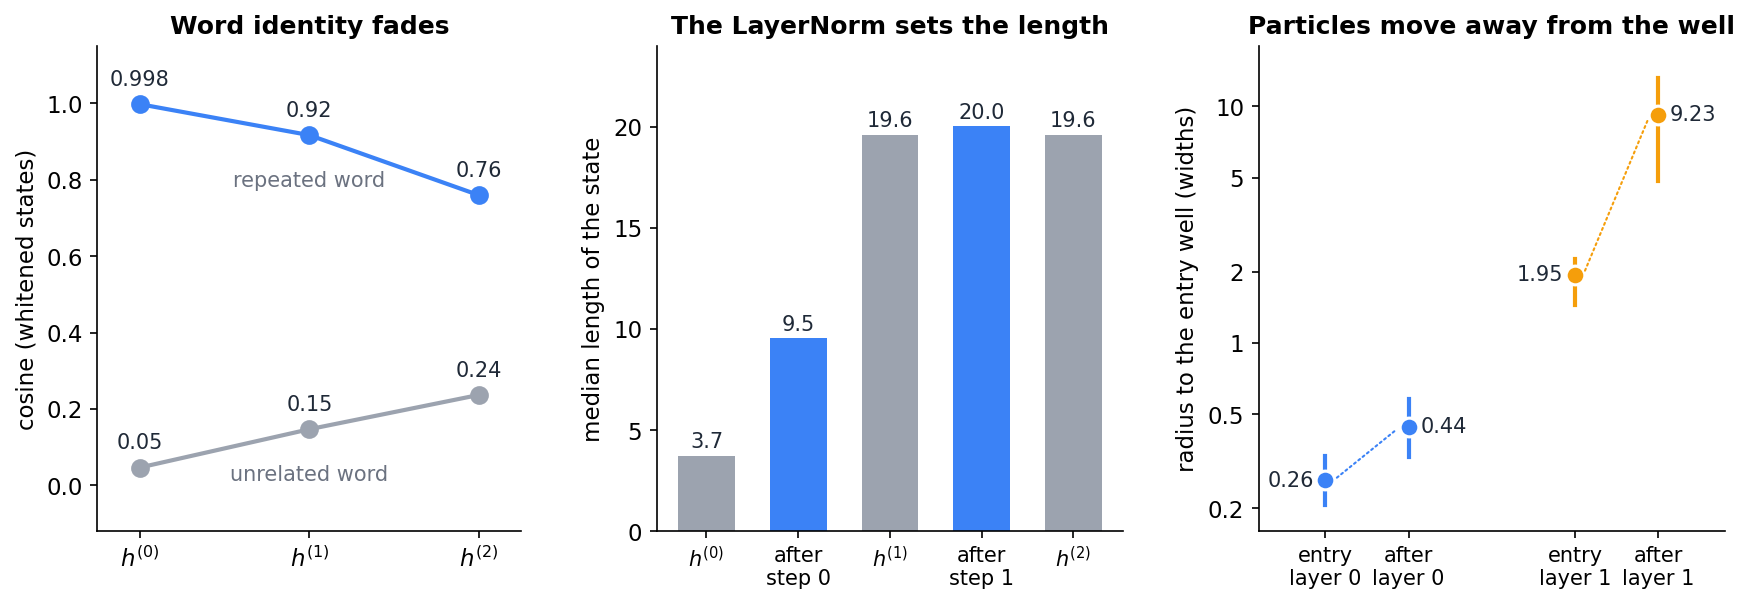 Word identity fades
cosine (whitened states)
1.0
0.8
0.6
0.4
0.2
0.0
0.998
0.92
0.76
repeated word
0.05
0.15
0.24
unrelated word
h^(0)
h^(1)
h^(2)
The LayerNorm sets the length
median length of the state
20
15
10
5
0
3.7
9.5
19.6
20.0
19.6
h^(0)
after
step 0
h^(1)
after
step 1
h^(2)
Particles move away from the well
radius to the entry well (widths)
10
5
2
1
0.5
0.2
0.26
0.44
1.95
9.23
entry
layer 0
after
layer 0
entry
layer 1
after
layer 1